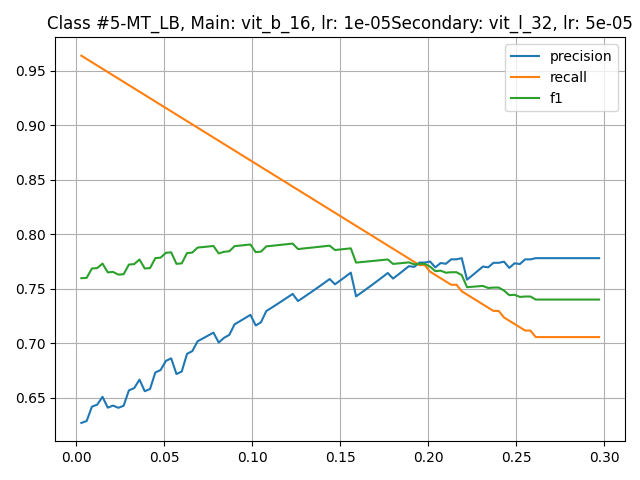 Class #5-MT_LB, Main: vit_b_16, lr: 1e-05Secondary: vit_l_32, lr: 5e-05
precision
recall
f1
0.95
0.90
0.85
0.80
0.75
0.70
0.65
0.00 0.05 0.10 0.15 0.20 0.25 0.30